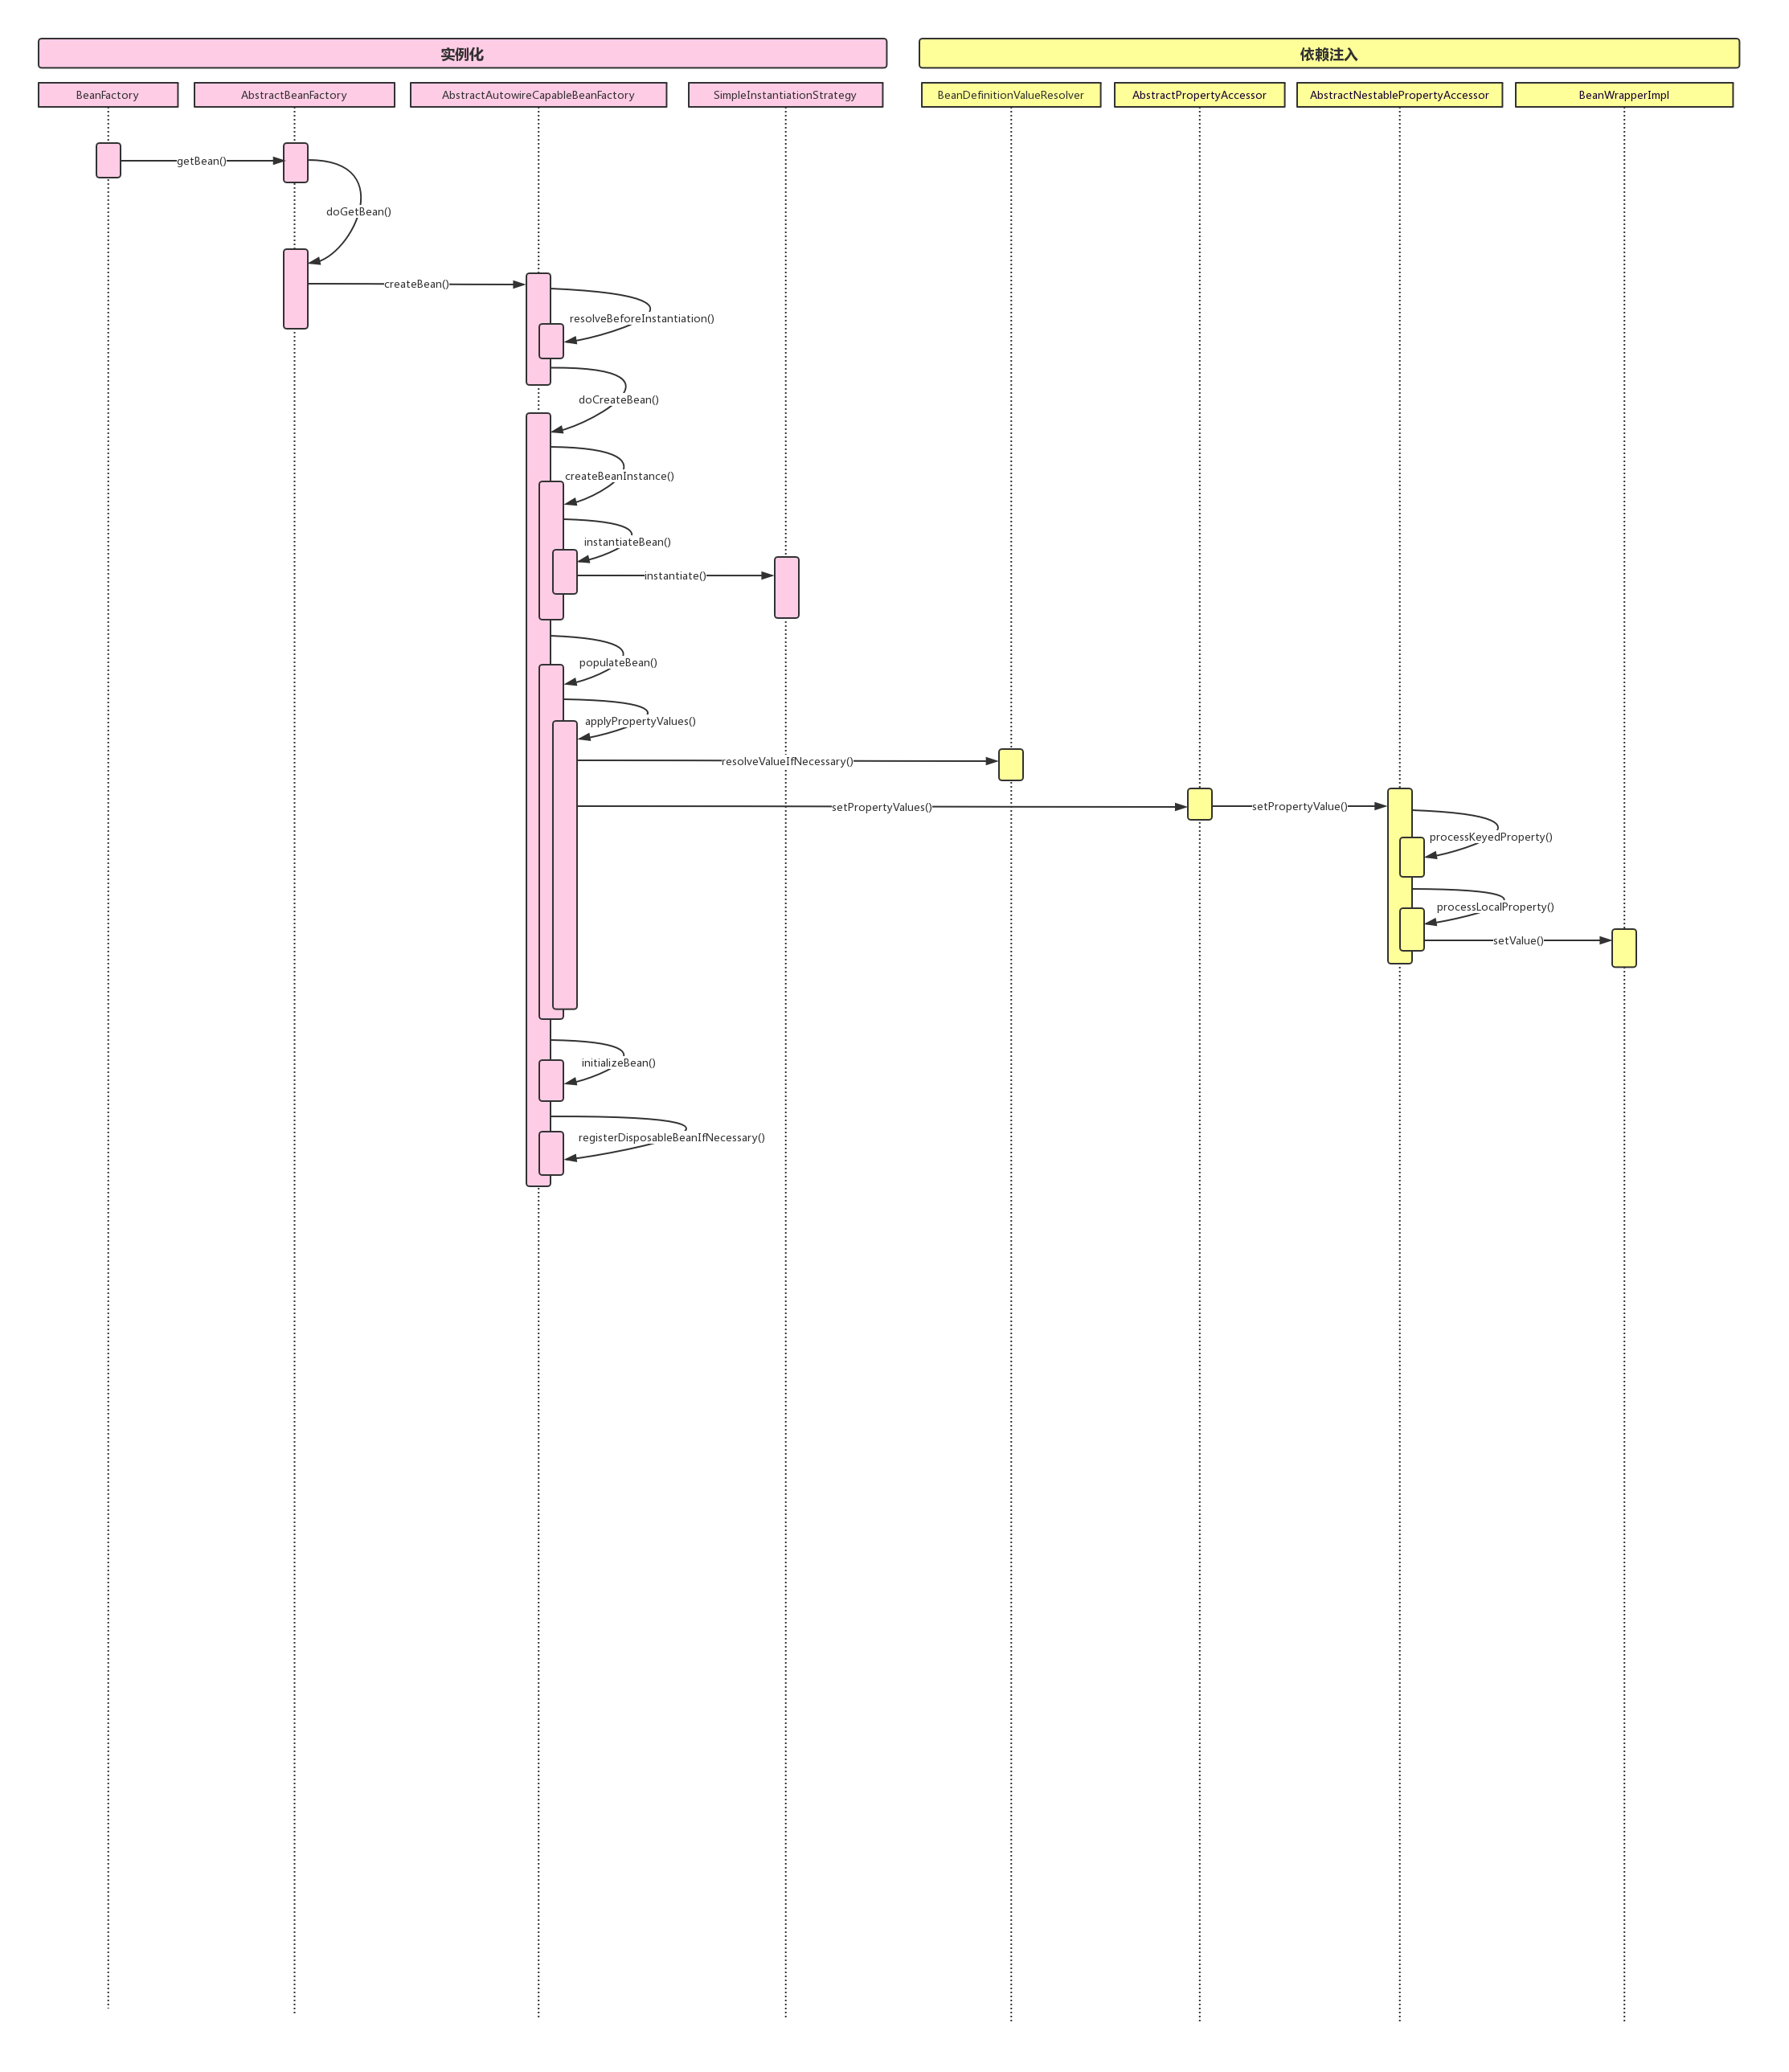 实例化
依赖注入
BeanFactory
AbstractBeanFactory
AbstractAutowireCapableBeanFactory
SimpleInstantiationStrategy
BeanDefinitionValueResolver
AbstractPropertyAccessor
AbstractNestablePropertyAccessor
BeanWrapperImpl
getBean()
doGetBean()
createBean()
resolveBeforeInstantiation()
doCreateBean()
createBeanInstance()
instantiateBean()
instantiate()
populateBean()
applyPropertyValues()
resolveValueIfNecessary()
setPropertyValues()
setPropertyValue()
processKeyedProperty()
processLocalProperty()
setValue()
initializeBean()
registerDisposableBeanIfNecessary()